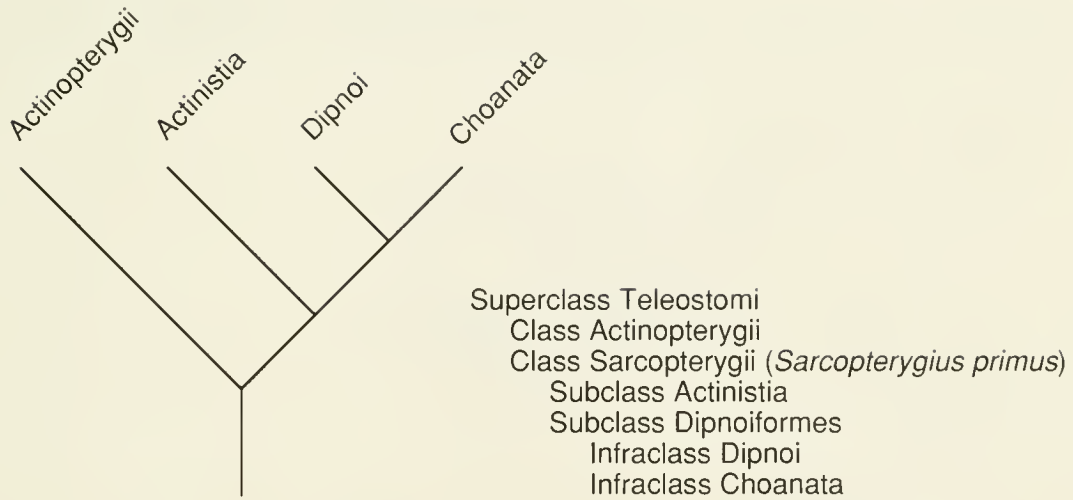 Actinopterygii
Actinistia
Dipnoi
Choanata
Superclass Teleostomi
Class Actinopterygii
Class Sarcopterygii (Sarcopterygius primus)
Subclass Actinistia
Subclass Dipnoiformes
Infraclass Dipnoi
Infraclass Choanata